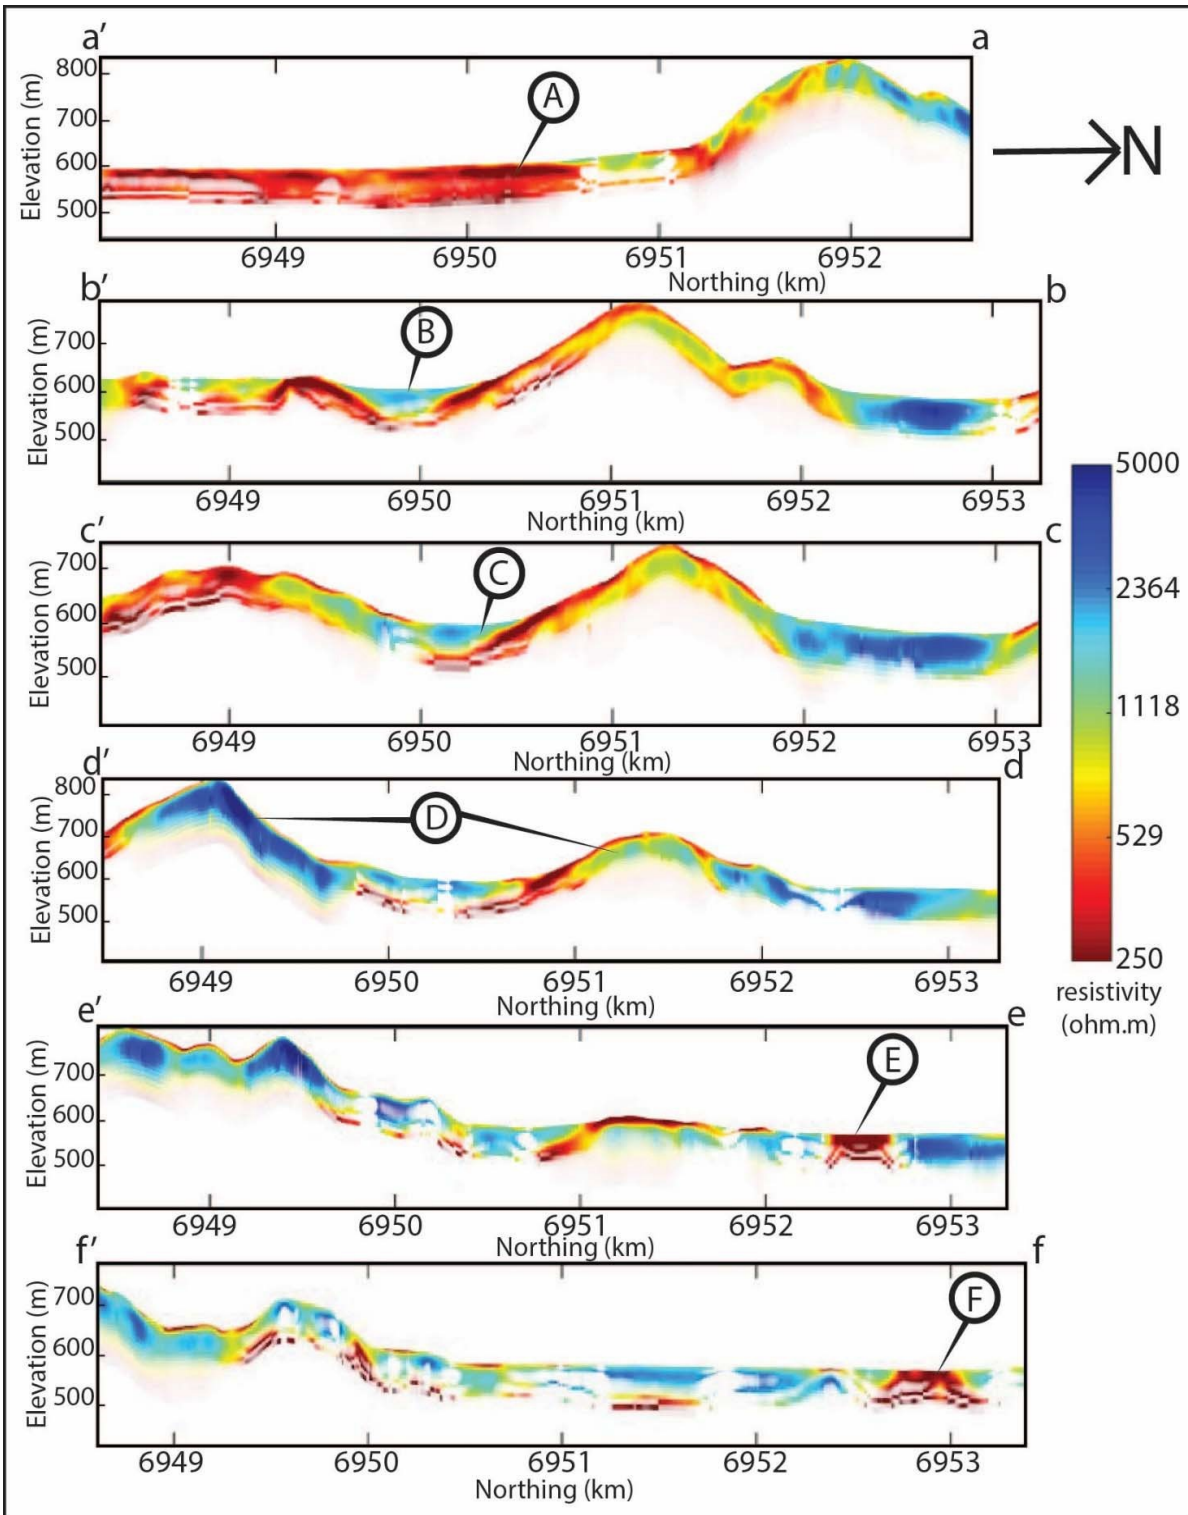 a′ a
800
700
600
500
Elevation (m)
A
N
6949 6950 6951 6952
Northing (km)
b′ b
700
600
500
Elevation (m)
B
6949 6950 6951 6952 6953
Northing (km)
c′ c
700
600
500
Elevation (m)
C
6949 6950 6951 6952 6953
Northing (km)
d′ d
800
700
600
500
Elevation (m)
D
6949 6950 6951 6952 6953
Northing (km)
5000
2364
1118
529
250
resistivity
(ohm.m)
e′ e
700
600
500
Elevation (m)
E
6949 6950 6951 6952 6953
Northing (km)
f′ f
700
600
500
Elevation (m)
F
6949 6950 6951 6952 6953
Northing (km)